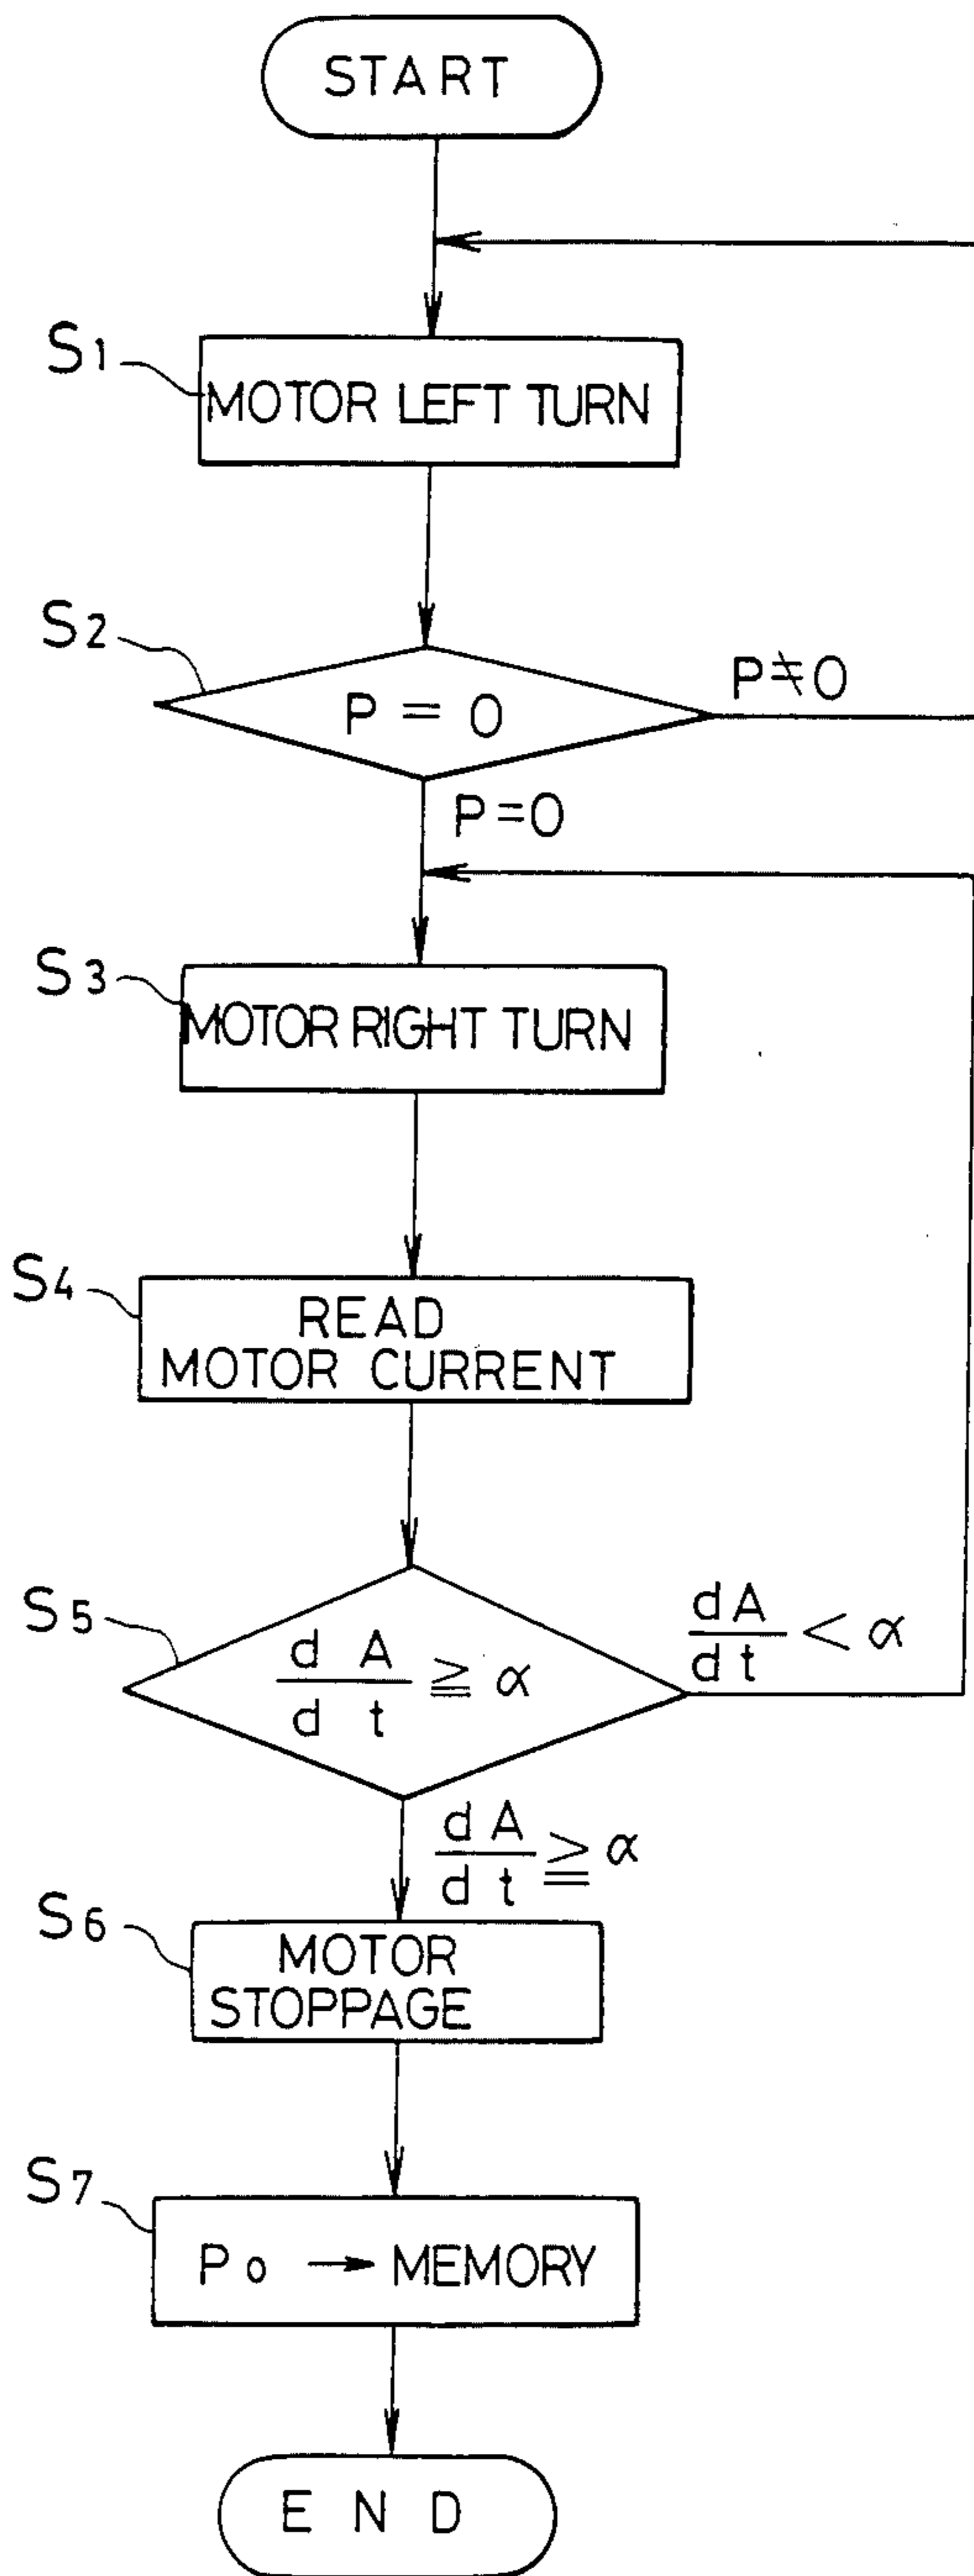 START
S1
MOTOR LEFT TURN
S2
P = 0
P≠0
P=0
S3
MOTOR RIGHT TURN
S4
READ
MOTOR CURRENT
S5
dA/dt ≧ α
dA/dt < α
dA/dt ≧ α
S6
MOTOR
STOPPAGE
S7
Po → MEMORY
END